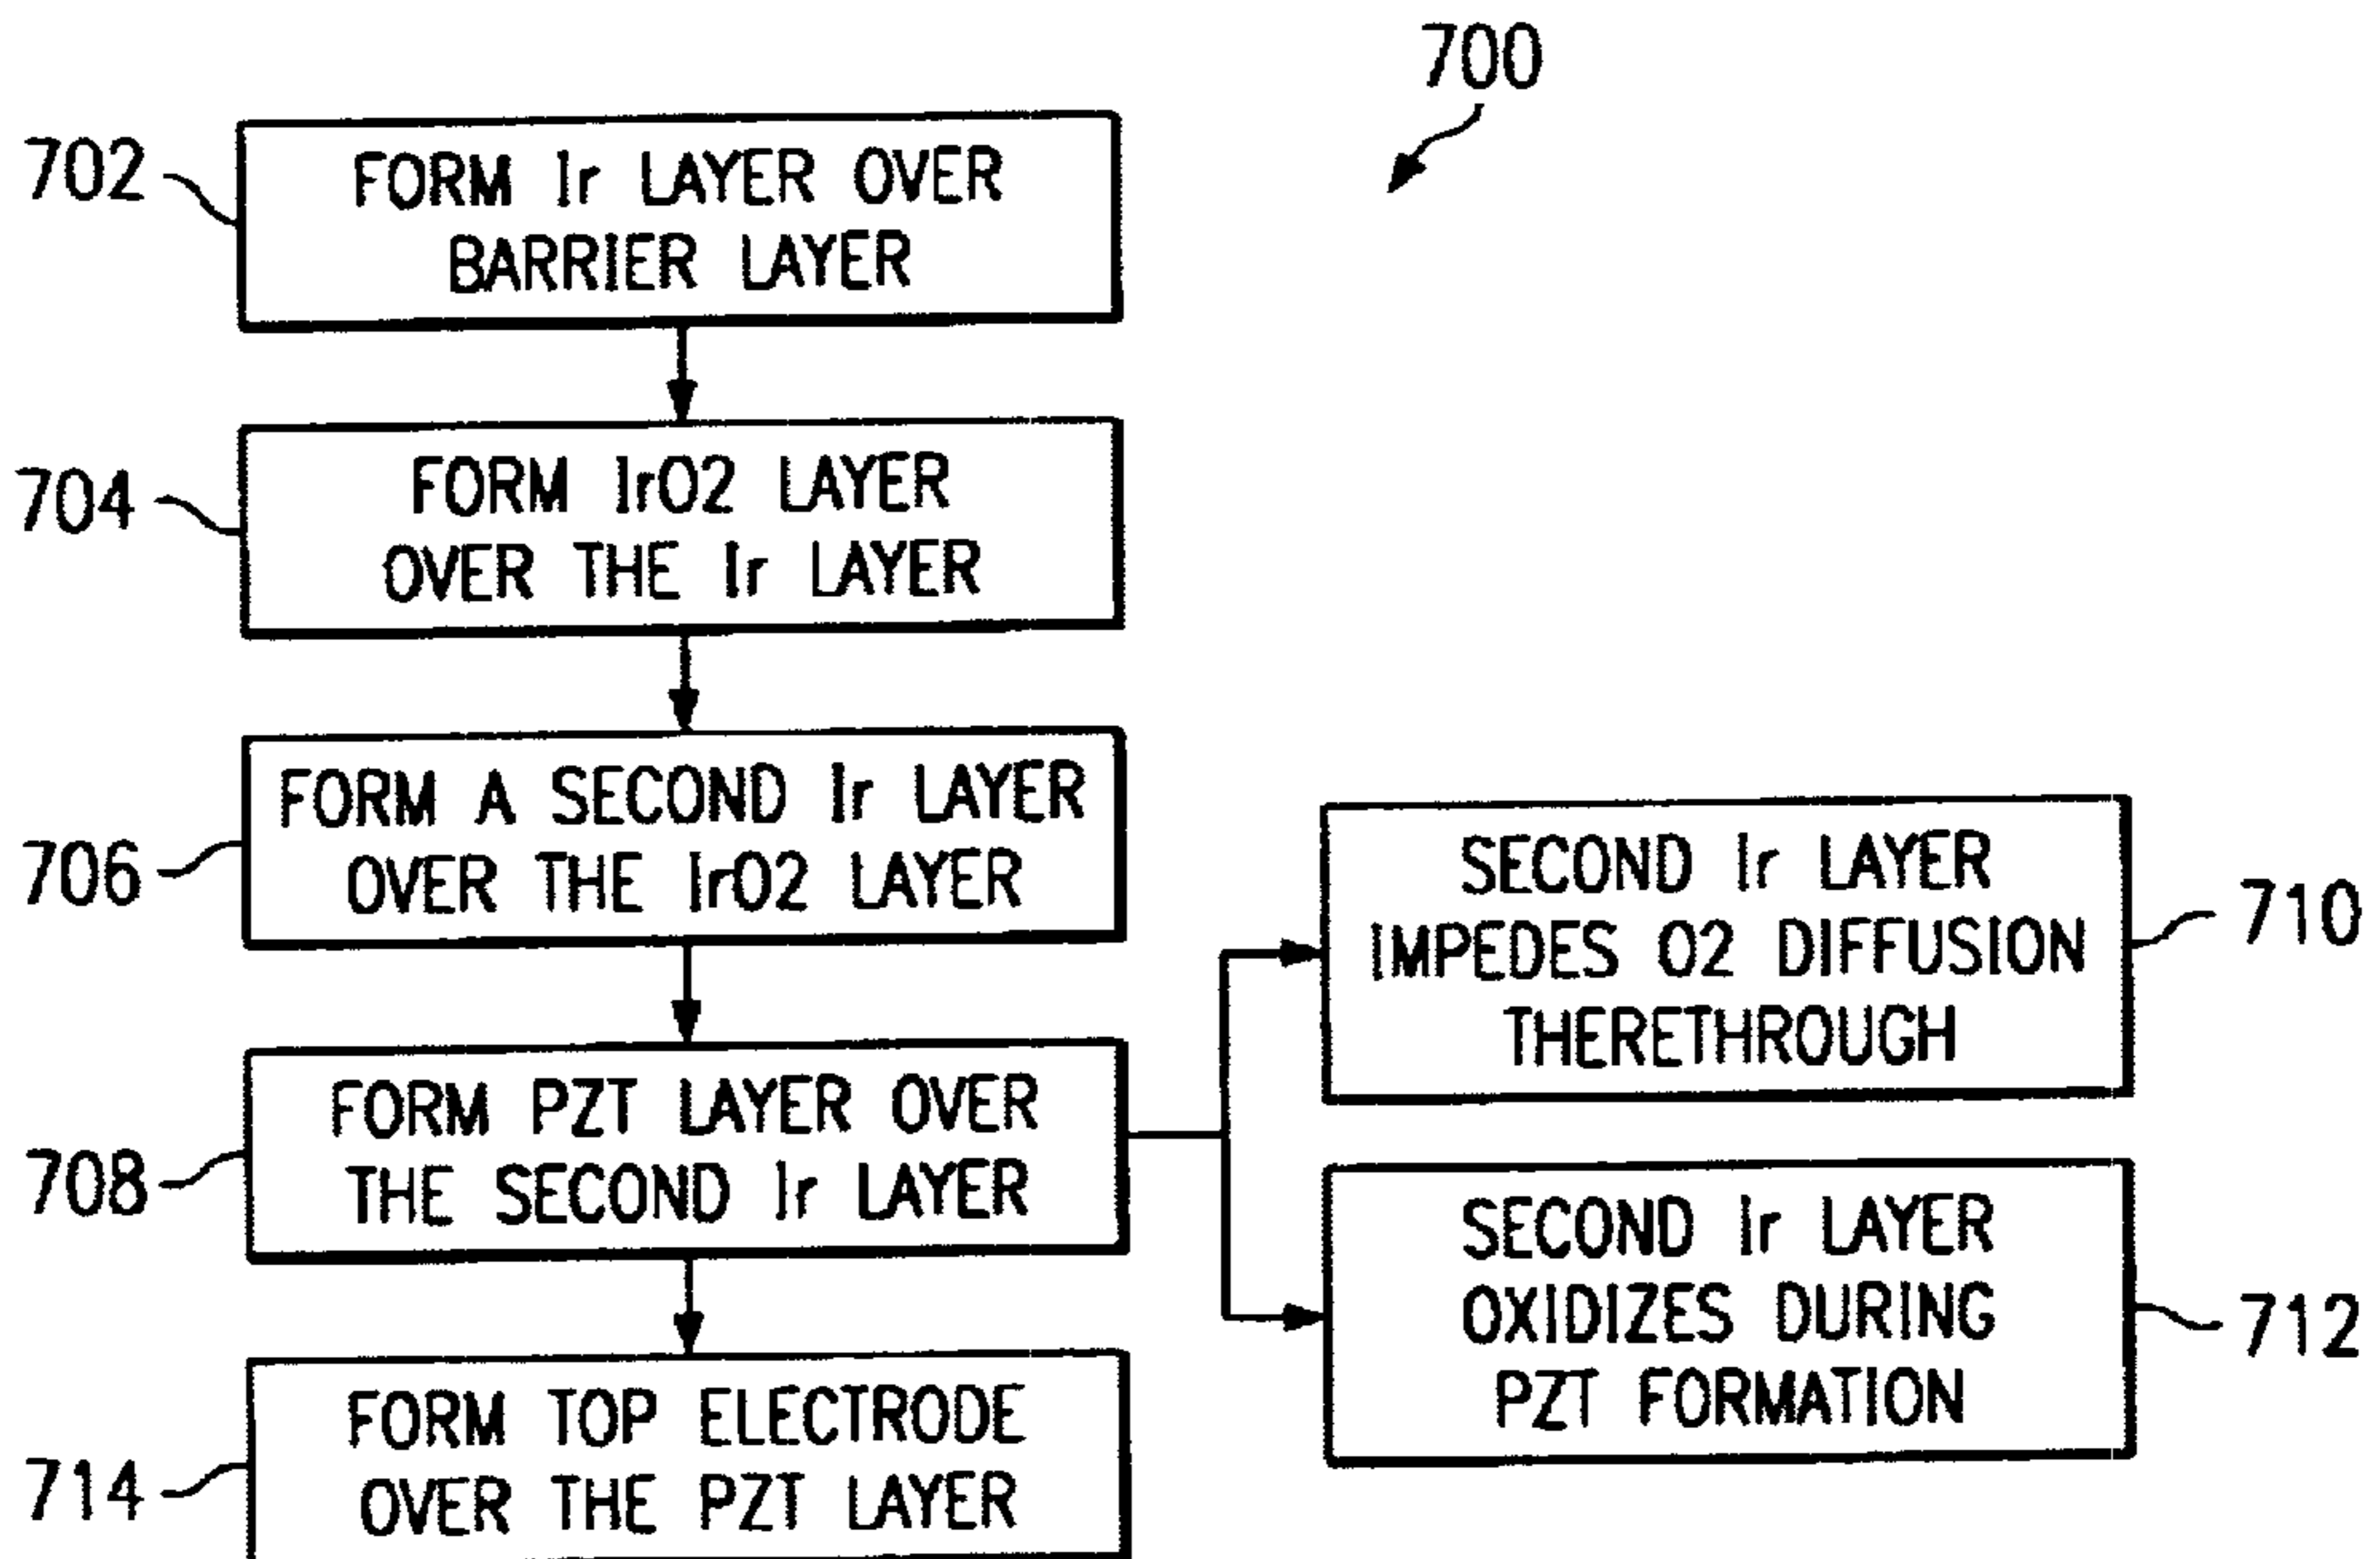 700
702
FORM Ir LAYER OVER
BARRIER LAYER
704
FORM IrO2 LAYER
OVER THE Ir LAYER
706
FORM A SECOND Ir LAYER
OVER THE IrO2 LAYER
708
FORM PZT LAYER OVER
THE SECOND Ir LAYER
SECOND Ir LAYER
IMPEDES O2 DIFFUSION
THERETHROUGH
710
SECOND Ir LAYER
OXIDIZES DURING
PZT FORMATION
712
714
FORM TOP ELECTRODE
OVER THE PZT LAYER